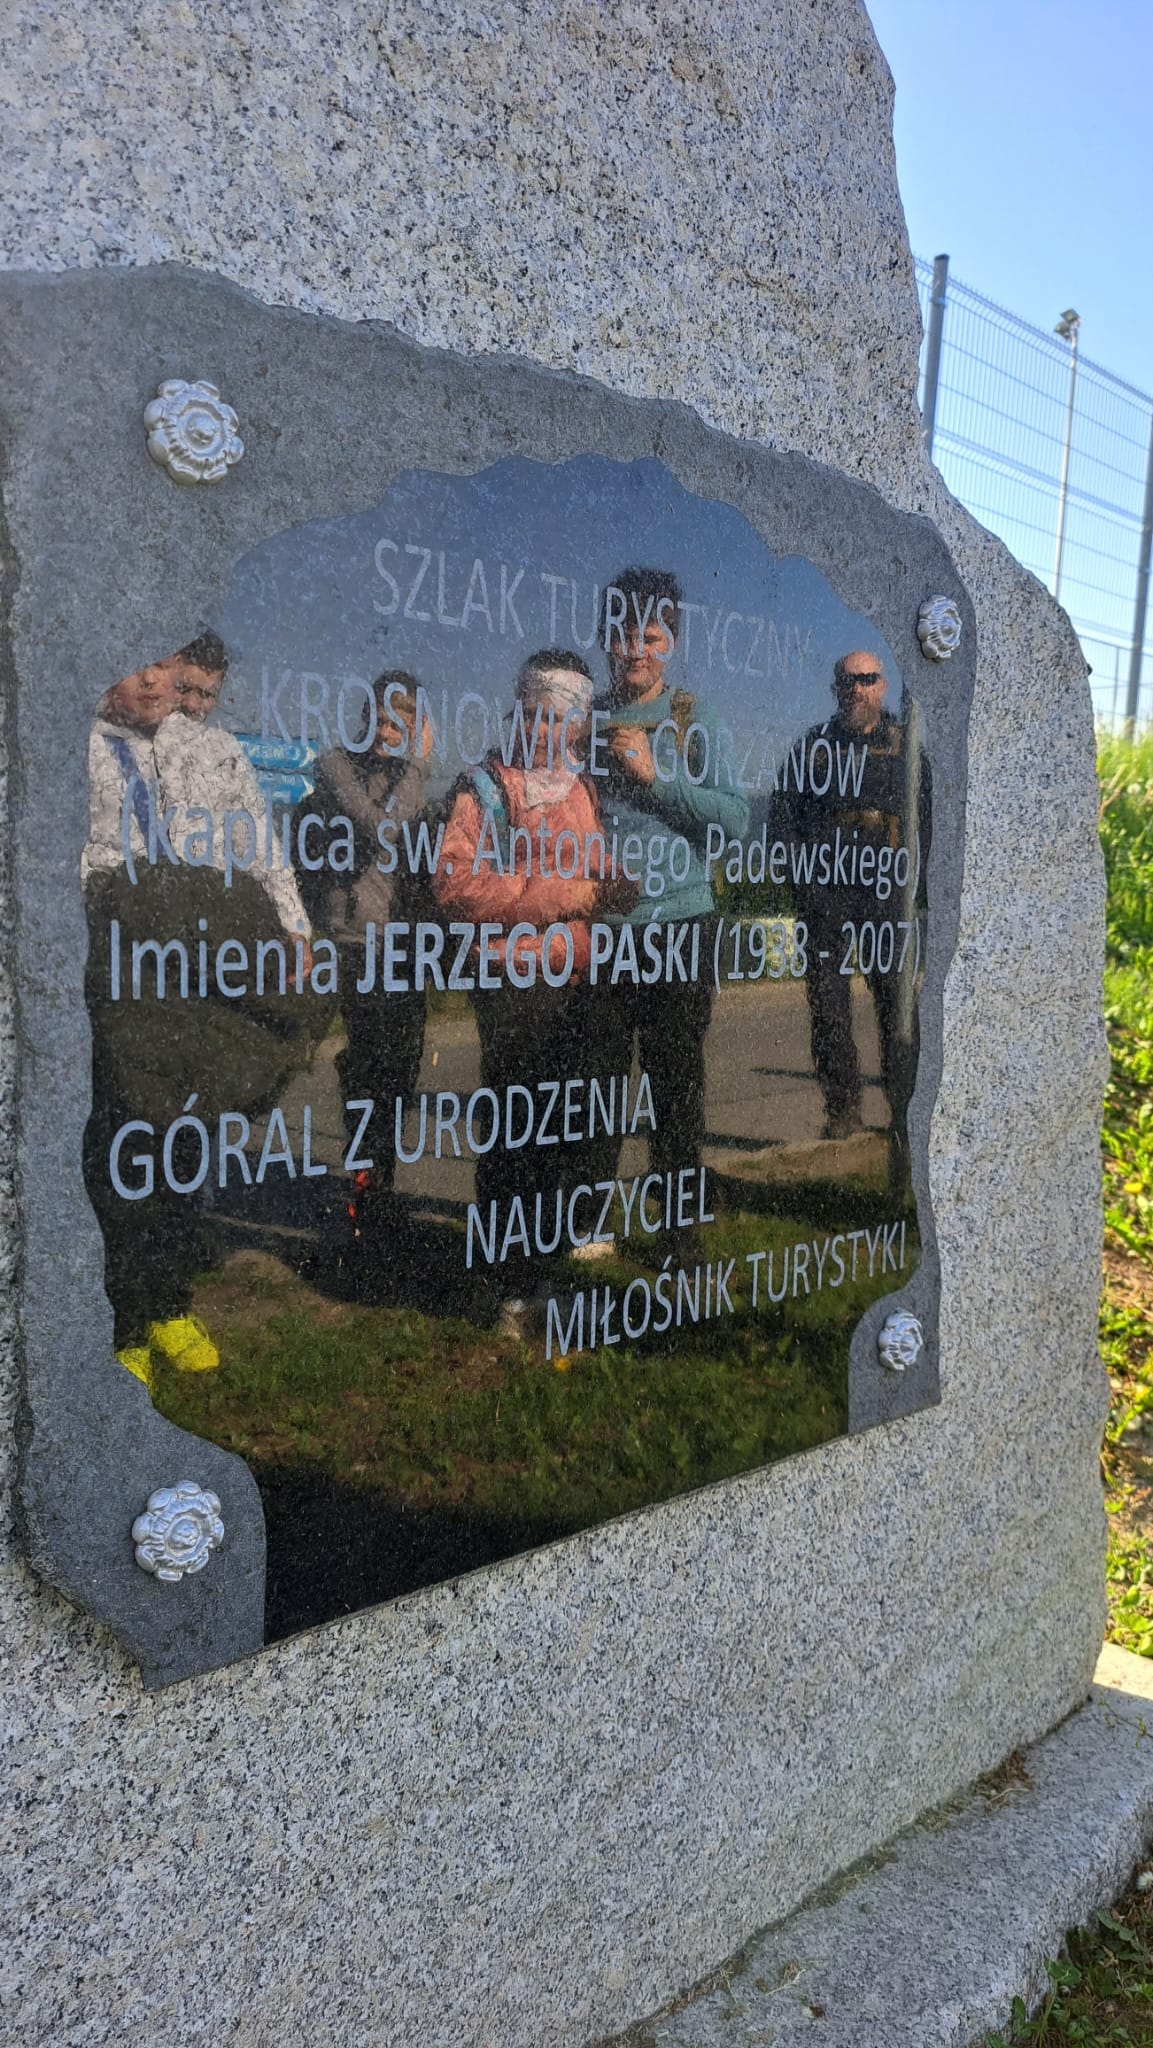 SZLAK TURYSTYCZNY
KROSNOWICE - GORZANÓW
(kaplica św. Antoniego Padewskiego)
Imienia JERZEGO PAŚKI (1938 - 2007)
GÓRAL Z URODZENIA
NAUCZYCIEL
MIŁOŚNIK TURYSTYKI